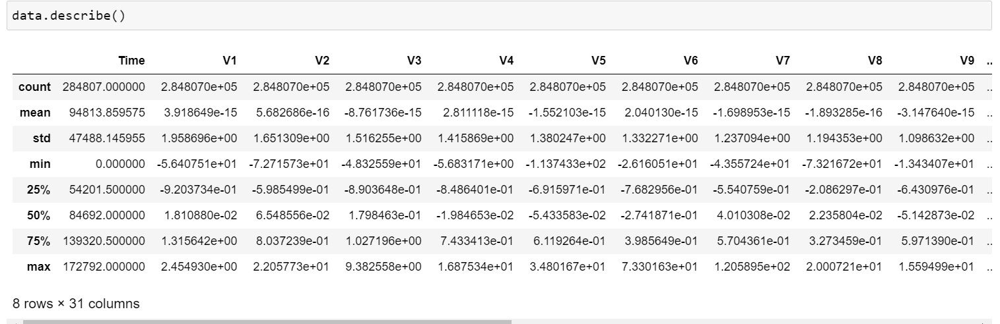 data.describe()
Time V1 V2 V3 V4 V5 V6 V7 V8 V9 ..
count 284807.000000 2.848070e+05 2.848070e+05 2.848070e+05 2.848070e+05 2.848070e+05 2.848070e+05 2.848070e+05 2.848070e+05 2.848070e+05 ..
mean 94813.859575 3.918649e-15 5.682686e-16 -8.761736e-15 2.811118e-15 -1.552103e-15 2.040130e-15 -1.698953e-15 -1.893285e-16 -3.147640e-15 ..
std 47488.145955 1.958696e+00 1.651309e+00 1.516255e+00 1.415869e+00 1.380247e+00 1.332271e+00 1.237094e+00 1.194353e+00 1.098632e+00 ..
min 0.000000 -5.640751e+01 -7.271573e+01 -4.832559e+01 -5.683171e+00 -1.137433e+02 -2.616051e+01 -4.355724e+01 -7.321672e+01 -1.343407e+01 ..
25% 54201.500000 -9.203734e-01 -5.985499e-01 -8.903648e-01 -8.486401e-01 -6.915971e-01 -7.682956e-01 -5.540759e-01 -2.086297e-01 -6.430976e-01 ..
50% 84692.000000 1.810880e-02 6.548556e-02 1.798463e-01 -1.984653e-02 -5.433583e-02 -2.741871e-01 4.010308e-02 2.235804e-02 -5.142873e-02 ..
75% 139320.500000 1.315642e+00 8.037239e-01 1.027196e+00 7.433413e-01 6.119264e-01 3.985649e-01 5.704361e-01 3.273459e-01 5.971390e-01 ..
max 172792.000000 2.454930e+00 2.205773e+01 9.382558e+00 1.687534e+01 3.480167e+01 7.330163e+01 1.205895e+02 2.000721e+01 1.559499e+01 ..
8 rows × 31 columns